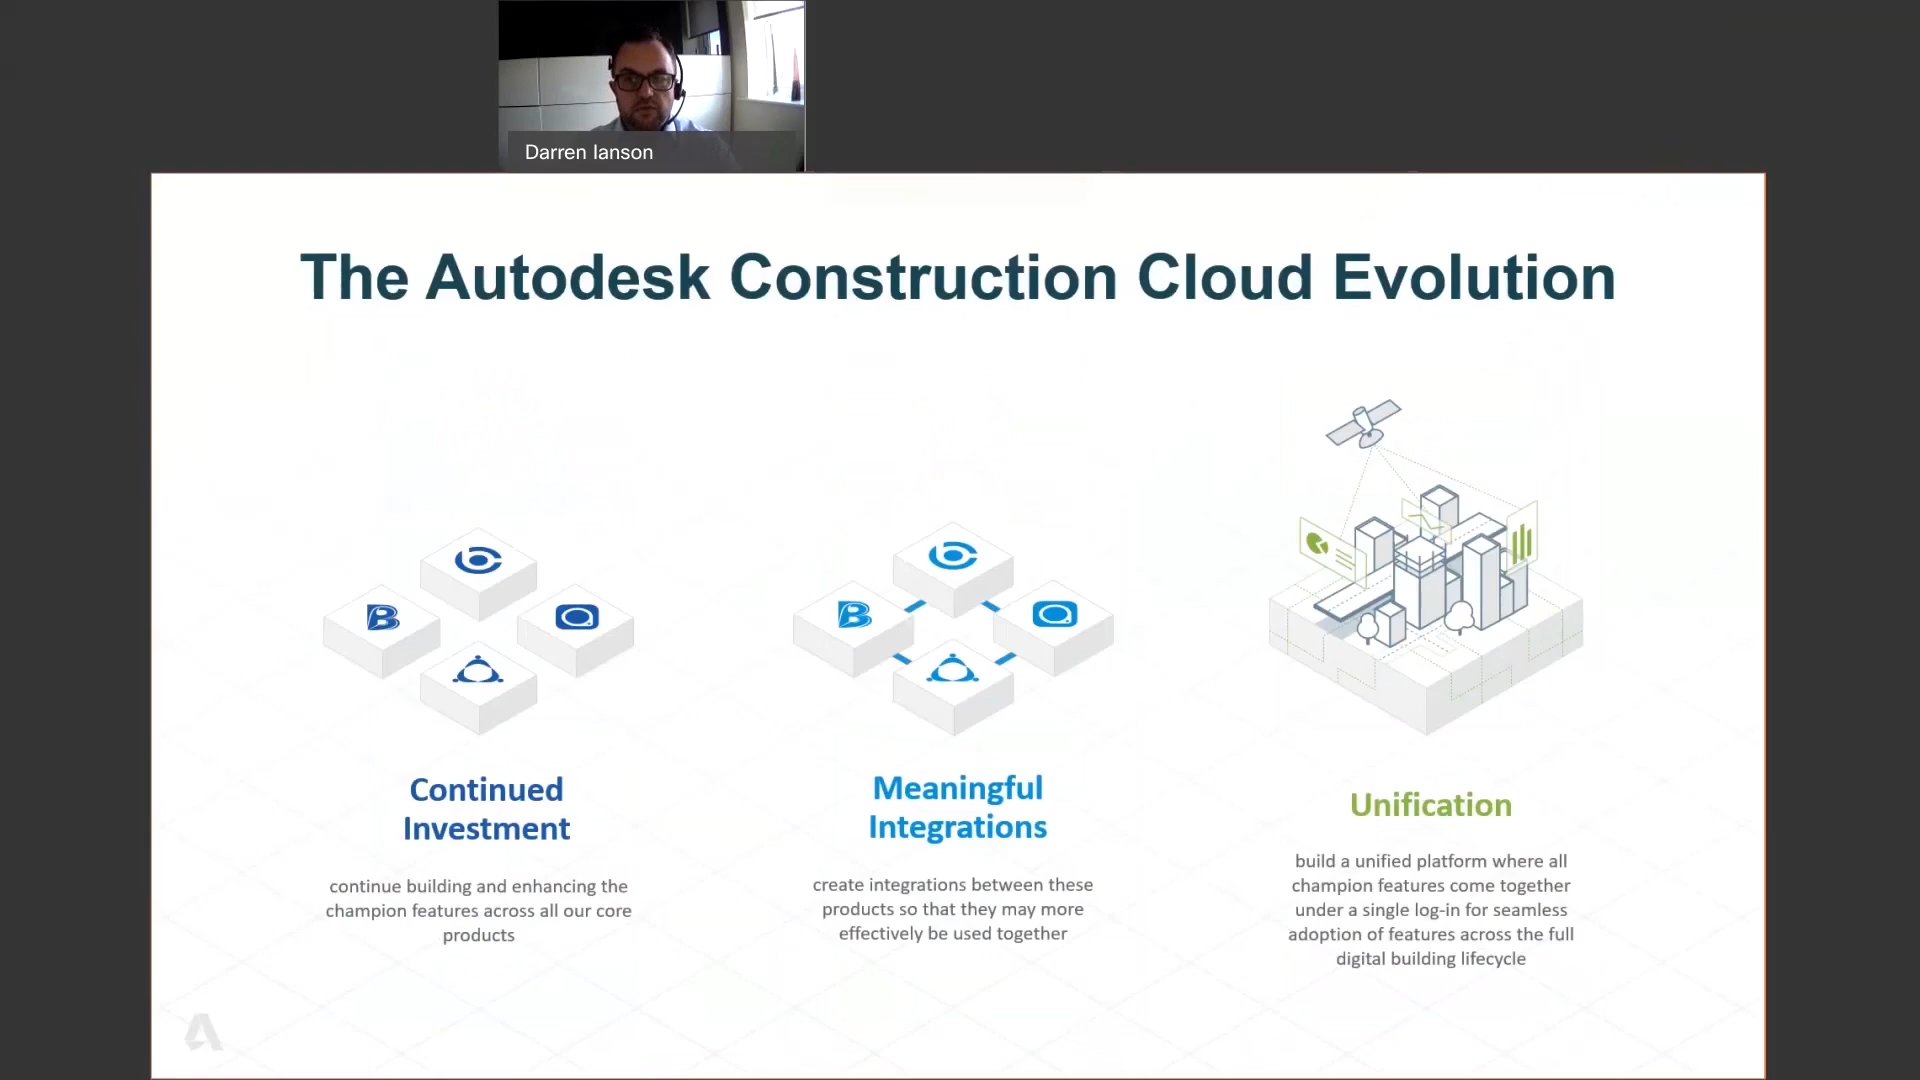 Darren Ianson
The Autodesk Construction Cloud Evolution
Continued
Investment
continue building and enhancing the
champion features across all our core
products
Meaningful
Integrations
create integrations between these
products so that they may more
effectively be used together
Unification
build a unified platform where all
champion features come together
under a single log-in for seamless
adoption of features across the full
digital building lifecycle